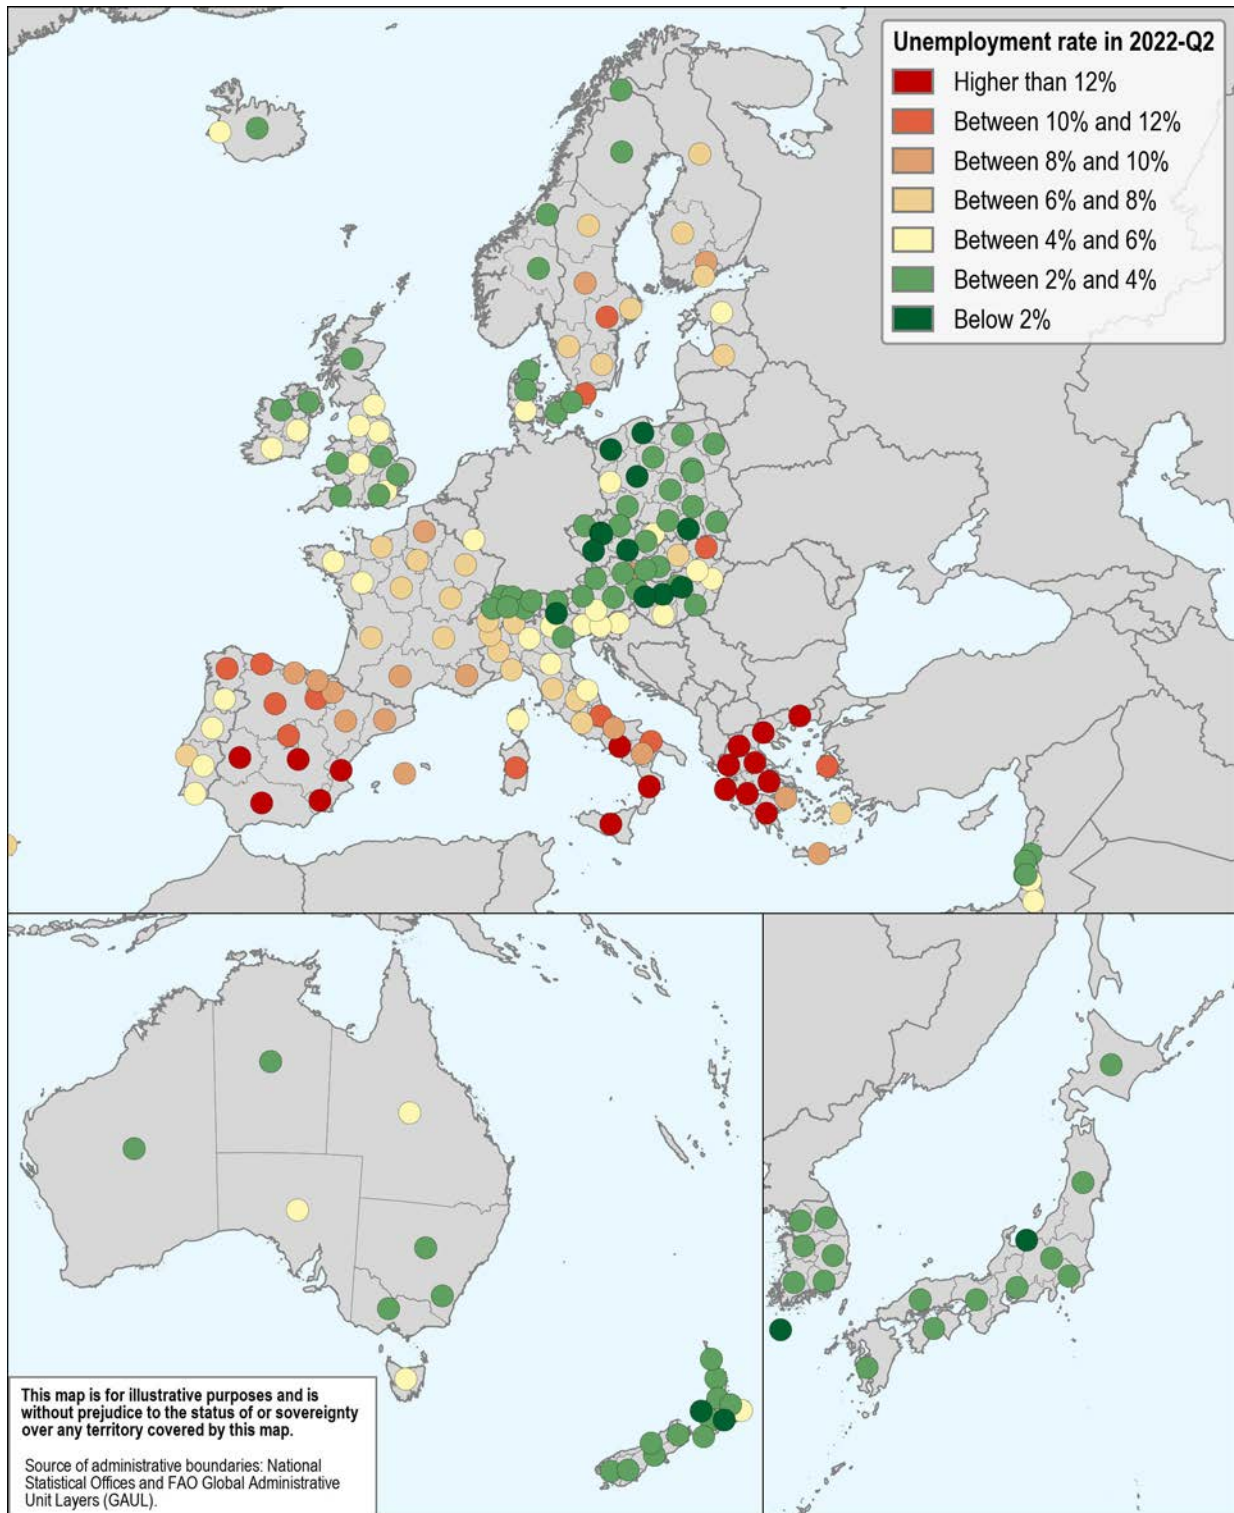 Unemployment rate in 2022-Q2
Higher than 12%
Between 10% and 12%
Between 8% and 10%
Between 6% and 8%
Between 4% and 6%
Between 2% and 4%
Below 2%
This map is for illustrative purposes and is
without prejudice to the status of or sovereignty
over any territory covered by this map.
Source of administrative boundaries: National
Statistical Offices and FAO Global Administrative
Unit Layers (GAUL).